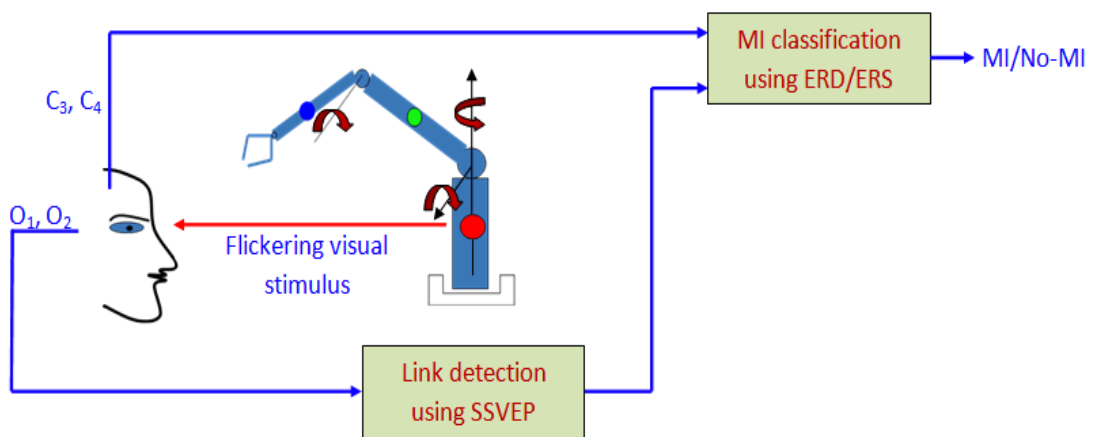 MI classification
using ERD/ERS
MI/No-MI
C₃, C₄
O₁, O₂
Flickering visual
stimulus
Link detection
using SSVEP